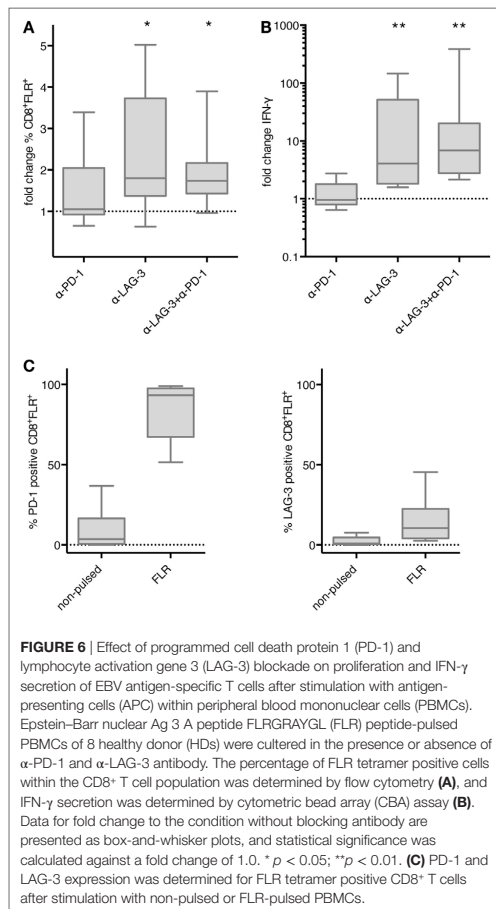 A
*
*
5
4
3
2
1
fold change % CD8⁺FLR⁺
α-PD-1
α-LAG-3
α-LAG-3+α-PD-1
B
**
**
1000
100
10
1
0.1
fold change IFN-γ
α-PD-1
α-LAG-3
α-LAG-3+α-PD-1
C
100
50
0
% PD-1 positive CD8⁺FLR⁺
non-pulsed
FLR
100
50
0
% LAG-3 positive CD8⁺FLR⁺
non-pulsed
FLR
FIGURE 6 | Effect of programmed cell death protein 1 (PD-1) and
lymphocyte activation gene 3 (LAG-3) blockade on proliferation and IFN-γ
secretion of EBV antigen-specific T cells after stimulation with antigen-
presenting cells (APC) within peripheral blood mononuclear cells (PBMCs).
Epstein–Barr nuclear Ag 3 A peptide FLRGRAYGL (FLR) peptide-pulsed
PBMCs of 8 healthy donor (HDs) were cultured in the presence or absence of
α-PD-1 and α-LAG-3 antibody. The percentage of FLR tetramer positive cells
within the CD8⁺ T cell population was determined by flow cytometry (A), and
IFN-γ secretion was determined by cytometric bead array (CBA) assay (B).
Data for fold change to the condition without blocking antibody are
presented as box-and-whisker plots, and statistical significance was
calculated against a fold change of 1.0. * p < 0.05; **p < 0.01. (C) PD-1 and
LAG-3 expression was determined for FLR tetramer positive CD8⁺ T cells
after stimulation with non-pulsed or FLR-pulsed PBMCs.